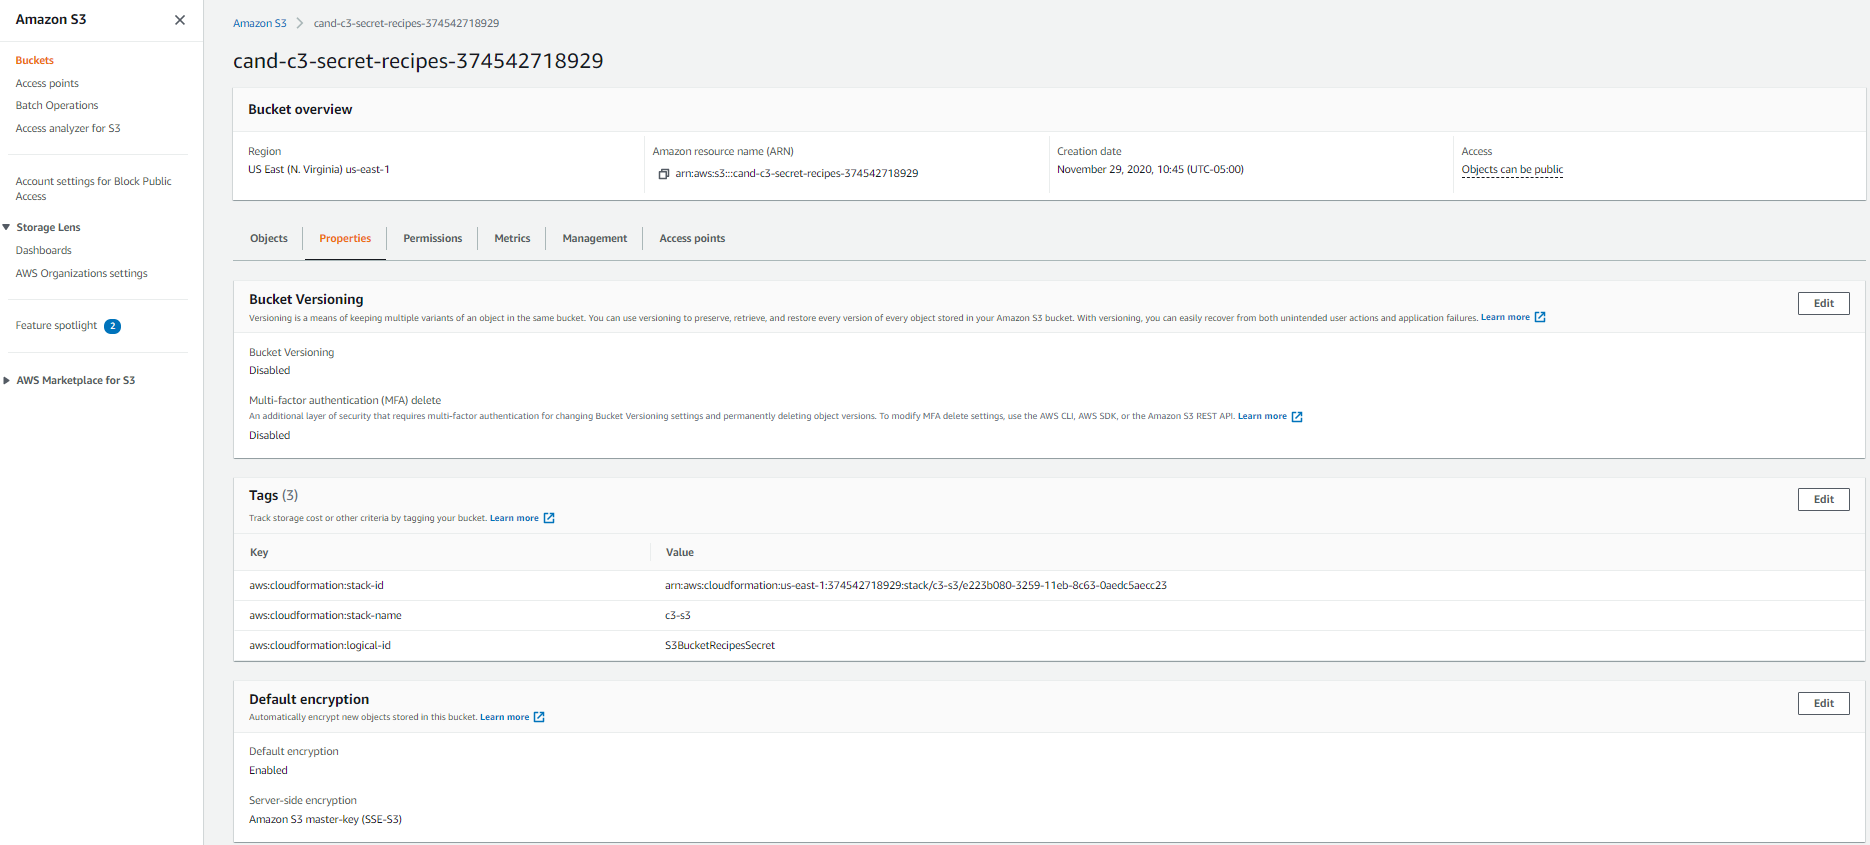 Amazon S3
Buckets
Access points
Batch Operations
Access analyzer for S3
Account settings for Block Public
Access
Storage Lens
Dashboards
AWS Organizations settings
Feature spotlight 2
AWS Marketplace for S3
Amazon S3 cand-c3-secret-recipes-374542718929
cand-c3-secret-recipes-374542718929
Bucket overview
Region
US East (N. Virginia) us-east-1
Amazon resource name (ARN)
arn:aws:s3:::cand-c3-secret-recipes-374542718929
Creation date
November 29, 2020, 10:45 (UTC-05:00)
Access
Objects can be public
Objects Properties Permissions Metrics Management Access points
Bucket Versioning
Edit
Versioning is a means of keeping multiple variants of an object in the same bucket. You can use versioning to preserve, retrieve, and restore every version of every object stored in your Amazon S3 bucket. With versioning, you can easily recover from both unintended user actions and application failures. Learn more
Bucket Versioning
Disabled
Multi-factor authentication (MFA) delete
An additional layer of security that requires multi-factor authentication for changing Bucket Versioning settings and permanently deleting object versions. To modify MFA delete settings, use the AWS CLI, AWS SDK, or the Amazon S3 REST API. Learn more
Disabled
Tags (3)
Edit
Track storage cost or other criteria by tagging your bucket. Learn more
Key Value
aws:cloudformation:stack-id arn:aws:cloudformation:us-east-1:374542718929:stack/c3-s3/e223b080-3259-11eb-8c63-0aedc5aecc23
aws:cloudformation:stack-name c3-s3
aws:cloudformation:logical-id S3BucketRecipesSecret
Default encryption
Edit
Automatically encrypt new objects stored in this bucket. Learn more
Default encryption
Enabled
Server-side encryption
Amazon S3 master-key (SSE-S3)